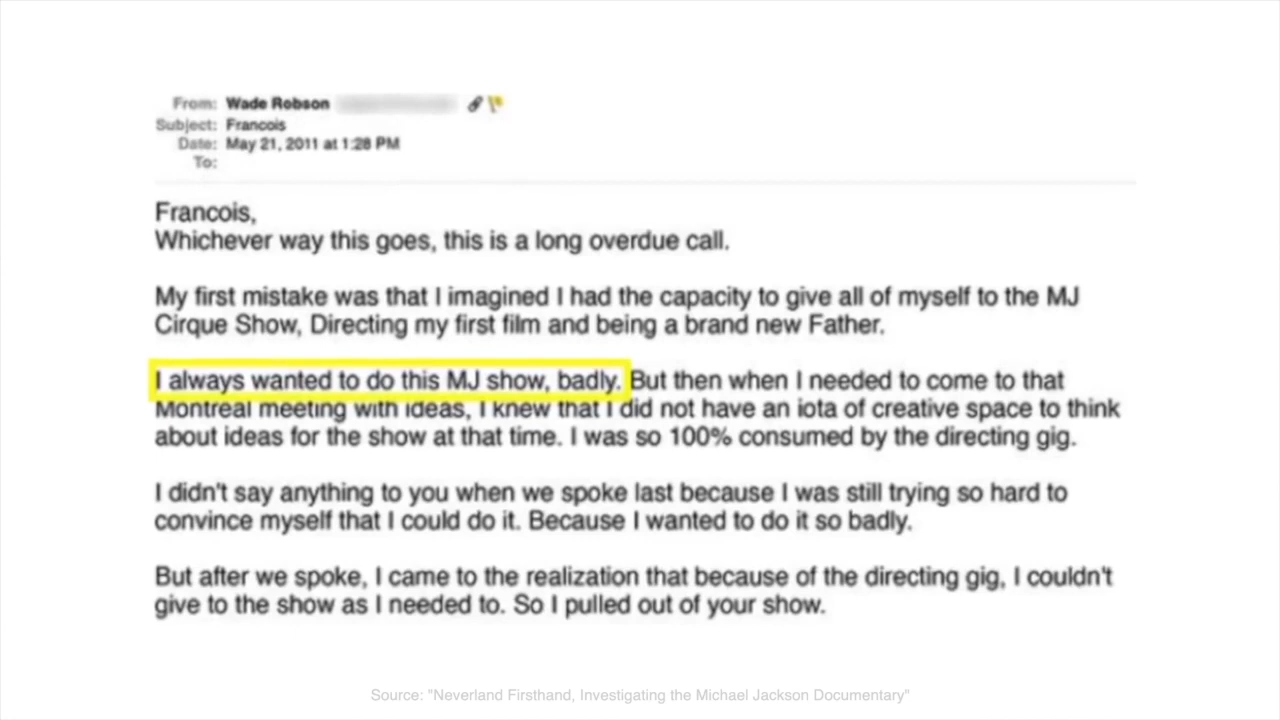 From: Wade Robson
Subject: Francois
Date: May 21, 2011 at 1:28 PM
To:
Francois,
Whichever way this goes, this is a long overdue call.
My first mistake was that I imagined I had the capacity to give all of myself to the MJ
Cirque Show, Directing my first film and being a brand new Father.
I always wanted to do this MJ show, badly. But then when I needed to come to that
Montreal meeting with ideas, I knew that I did not have an iota of creative space to think
about ideas for the show at that time. I was so 100% consumed by the directing gig.
I didn't say anything to you when we spoke last because I was still trying so hard to
convince myself that I could do it. Because I wanted to do it so badly.
But after we spoke, I came to the realization that because of the directing gig, I couldn't
give to the show as I needed to. So I pulled out of your show.
Source: "Neverland Firsthand, Investigating the Michael Jackson Documentary"